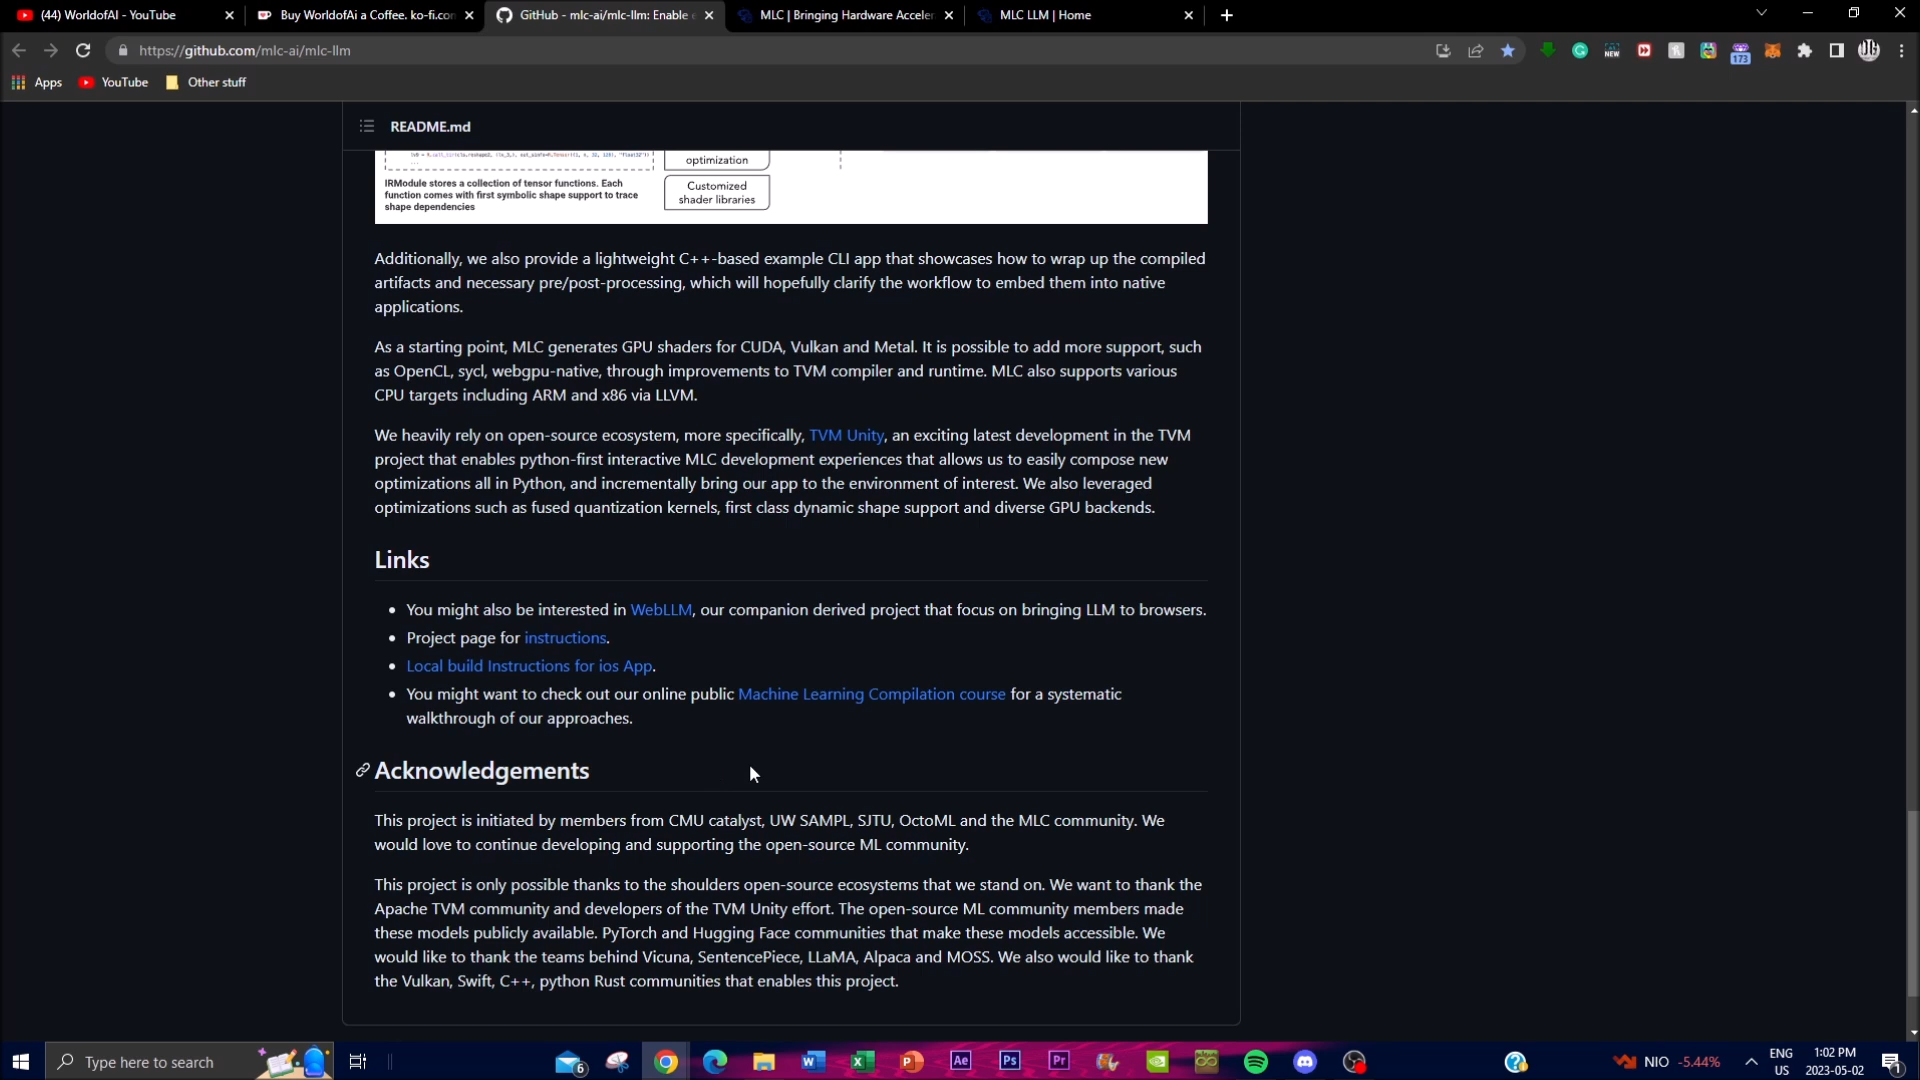 (44) WorldofAI - YouTube
Buy WorldofAi a Coffee. ko-fi.com
GitHub - mlc-ai/mlc-llm: Enable
MLC | Bringing Hardware Acceler
MLC LLM | Home
https://github.com/mlc-ai/mlc-llm
NEW
173
Apps
YouTube
Other stuff
README.md
optimization
IRModule stores a collection of tensor functions. Each
function comes with first symbolic shape support to trace
shape dependencies
Customized
shader libraries
Additionally, we also provide a lightweight C++-based example CLI app that showcases how to wrap up the compiled
artifacts and necessary pre/post-processing, which will hopefully clarify the workflow to embed them into native
applications.
As a starting point, MLC generates GPU shaders for CUDA, Vulkan and Metal. It is possible to add more support, such
as OpenCL, sycl, webgpu-native, through improvements to TVM compiler and runtime. MLC also supports various
CPU targets including ARM and x86 via LLVM.
We heavily rely on open-source ecosystem, more specifically, TVM Unity, an exciting latest development in the TVM
project that enables python-first interactive MLC development experiences that allows us to easily compose new
optimizations all in Python, and incrementally bring our app to the environment of interest. We also leveraged
optimizations such as fused quantization kernels, first class dynamic shape support and diverse GPU backends.
Links
• You might also be interested in WebLLM, our companion derived project that focus on bringing LLM to browsers.
• Project page for instructions.
• Local build Instructions for ios App.
• You might want to check out our online public Machine Learning Compilation course for a systematic
walkthrough of our approaches.
Acknowledgements
This project is initiated by members from CMU catalyst, UW SAMPL, SJTU, OctoML and the MLC community. We
would love to continue developing and supporting the open-source ML community.
This project is only possible thanks to the shoulders open-source ecosystems that we stand on. We want to thank the
Apache TVM community and developers of the TVM Unity effort. The open-source ML community members made
these models publicly available. PyTorch and Hugging Face communities that make these models accessible. We
would like to thank the teams behind Vicuna, SentencePiece, LLaMA, Alpaca and MOSS. We also would like to thank
the Vulkan, Swift, C++, python Rust communities that enables this project.
Type here to search
6
Ae
Ps
Pr
NIO -5.44%
ENG
US
1:02 PM
2023-05-02
1